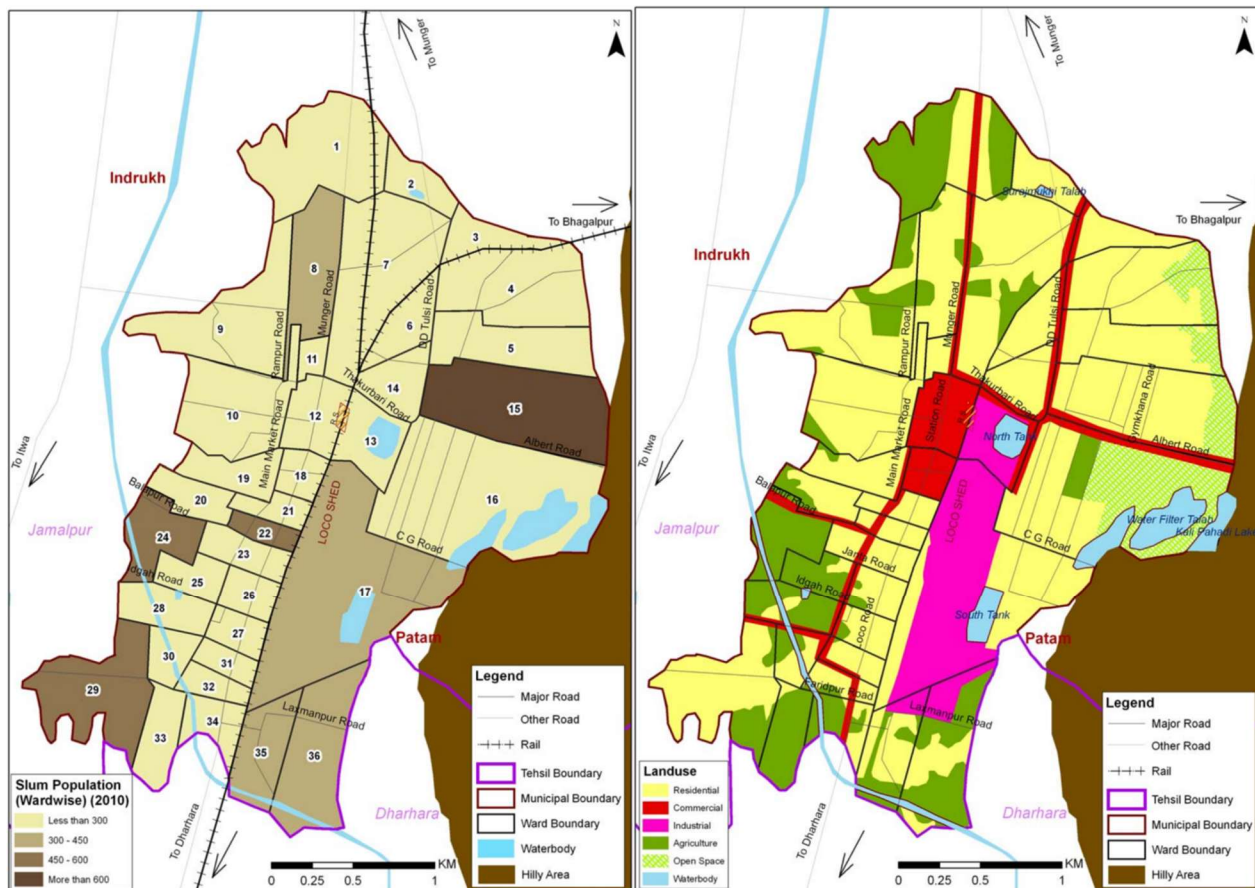 N
To Munger
Indrukh
To Bhagalpur
1
2
3
4
5
6
7
8
9
10
11
12
13
14
15
16
17
18
19
20
21
22
23
24
25
26
27
28
29
30
31
32
33
34
35
36
Munger Road
Rampur Road
DD Tulsi Road
Thakurbari Road
Albert Road
Main Market Road
R.S.
LOCO SHED
To Itwa
Jamalpur
C G Road
Idgah Road
Patam
Laxmanpur Road
Dharhara
To Dharhara
Slum Population
(Wardwise) (2010)
Less than 300
300 - 450
450 - 600
More than 600
Legend
Major Road
Other Road
Rail
Tehsil Boundary
Municipal Boundary
Ward Boundary
Waterbody
Hilly Area
0 0.25 0.5 1
KM
N
To Munger
Surajmukhi Talab
To Bhagalpur
Indrukh
Munger Road
Rampur Road
DD Tulsi Road
Thakurbari Road
Gymkhana Road
Albert Road
Station Road
Main Market Road
North Tank
To Itwa
LOCO SHED
Water Filter Talab
Kali Pahadi Lake
Jamalpur
C G Road
Idgah Road
Loco Road
South Tank
Patam
Faridpur Road
Laxmanpur Road
Dharhara
To Dharhara
Landuse
Residential
Commercial
Industrial
Agriculture
Open Space
Waterbody
Legend
Major Road
Other Road
Rail
Tehsil Boundary
Municipal Boundary
Ward Boundary
Hilly Area
0 0.25 0.5 1
KM